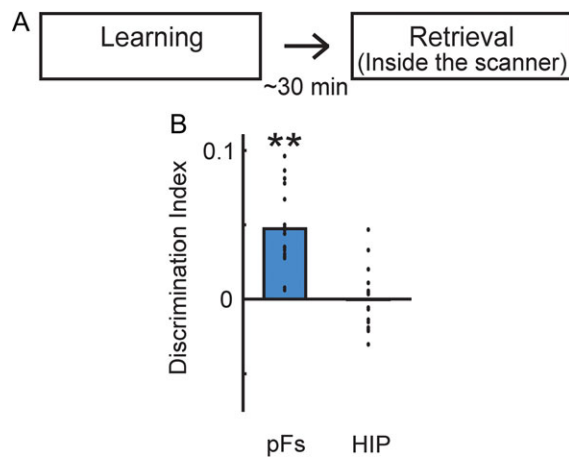 A
Learning
Retrieval
(Inside the scanner)
~30 min
B
**
0.1
0
Discrimination Index
pFs
HIP